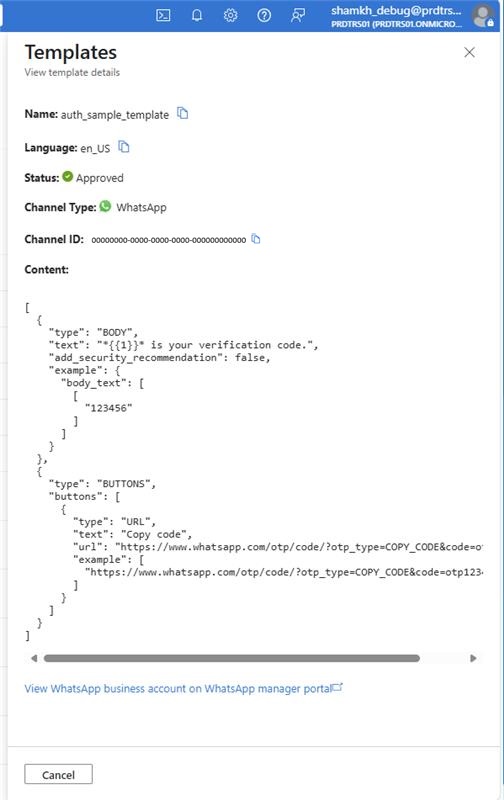 shamkh_debug@prdtrs...
PRDTRS01 (PRDTRS01.ONMICRO...
Templates
View template details
Name: auth_sample_template
Language: en_US
Status: Approved
Channel Type: WhatsApp
Channel ID: 00000000-0000-0000-0000-000000000000
Content:
[
  {
    "type": "BODY",
    "text": "*{{1}}* is your verification code.",
    "add_security_recommendation": false,
    "example": {
      "body_text": [
        [
          "123456"
        ]
      ]
    }
  },
  {
    "type": "BUTTONS",
    "buttons": [
      {
        "type": "URL",
        "text": "Copy code",
        "url": "https://www.whatsapp.com/otp/code/?otp_type=COPY_CODE&code=ot
        "example": [
          "https://www.whatsapp.com/otp/code/?otp_type=COPY_CODE&code=otp1234
        ]
      }
    ]
  }
]
View WhatsApp business account on WhatsApp manager portal
Cancel